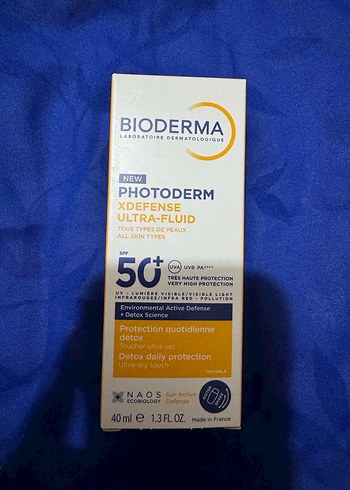 BIODERMA
LABORATOIRE DERMATOLOGIQUE
NEW
PHOTODERM
XDEFENSE
ULTRA-FLUID
TOUS TYPES DE PEAUX
ALL SKIN TYPES
SPF
50+
UVA UVB PA++++
TRÈS HAUTE PROTECTION
VERY HIGH PROTECTION
UV - LUMIÈRE VISIBLE/VISIBLE LIGHT
INFRAROUGES/INFRA RED - POLLUTION
Environmental Active Defense
+ Detox Science
Protection quotidienne
détox
Toucher ultra-sec
Detox daily protection
Ultra-dry touch
INVISIBLE
NAOS
ECOBIOLOGY
Sun Active
Defense
40 ml e 1.3 FL. OZ.
Made in France